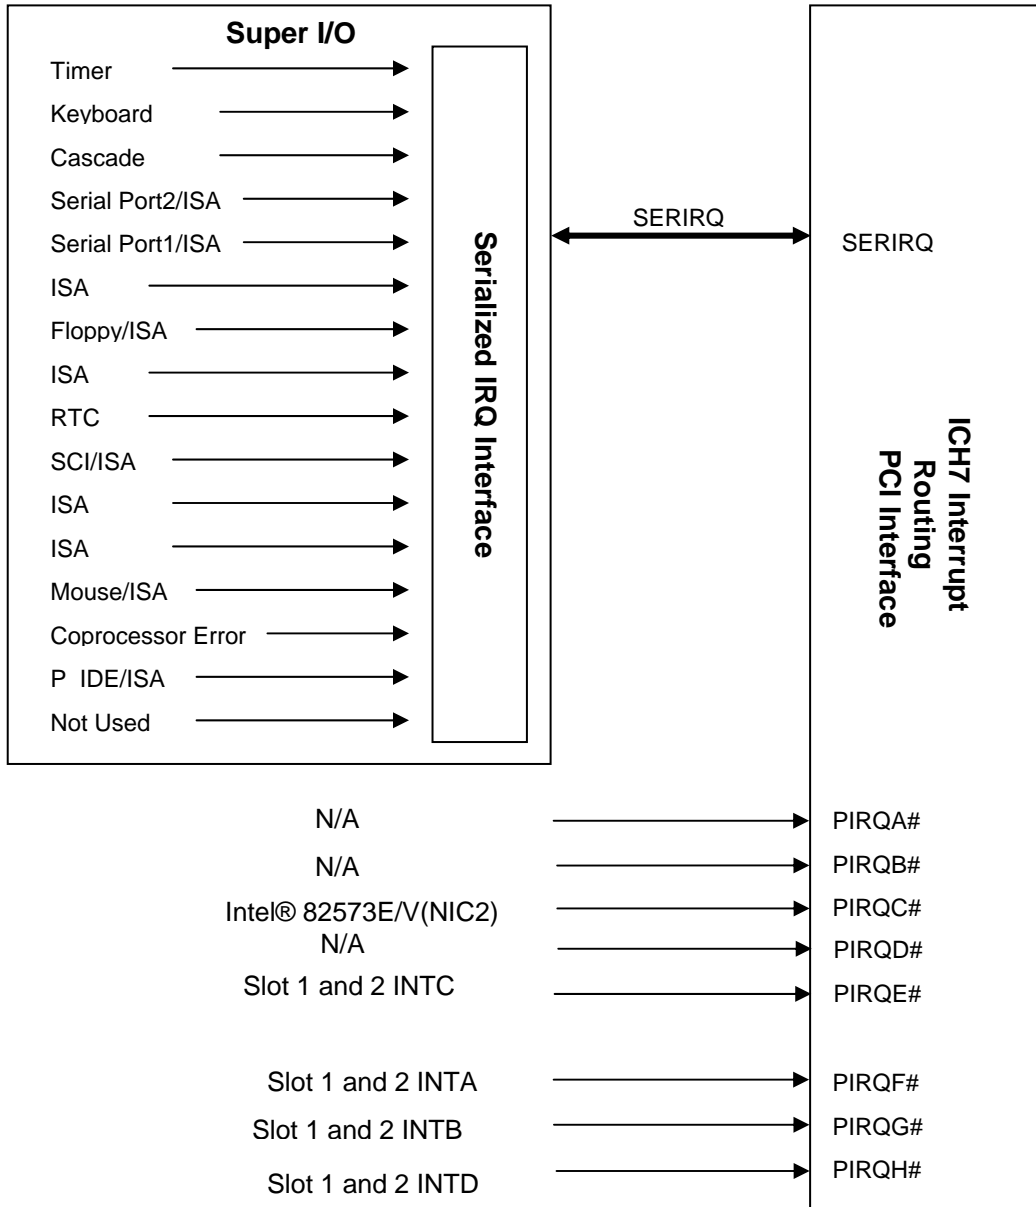 Super I/O
Timer
Keyboard
Cascade
Serial Port2/ISA
Serial Port1/ISA
ISA
Floppy/ISA
ISA
RTC
SCI/ISA
ISA
ISA
Mouse/ISA
Coprocessor Error
P IDE/ISA
Not Used
Serialized IRQ Interface
SERIRQ
SERIRQ
ICH7 Interrupt
Routing
PCI Interface
N/A
PIRQA#
N/A
PIRQB#
Intel® 82573E/V(NIC2)
PIRQC#
N/A
PIRQD#
Slot 1 and 2 INTC
PIRQE#
Slot 1 and 2 INTA
PIRQF#
Slot 1 and 2 INTB
PIRQG#
Slot 1 and 2 INTD
PIRQH#